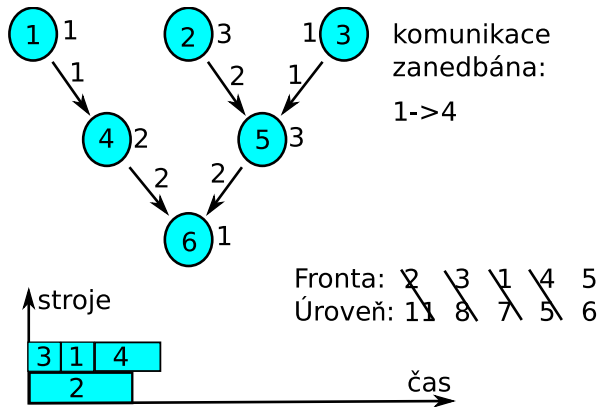 1 1
2 3
1 3
komunikace
zanedbána:
1->4
1
2
1
4 2
5 3
2
2
6 1
Fronta: 2 3 1 4 5
Úroveň: 11 8 7 5 6
stroje
3 1 4
2
čas